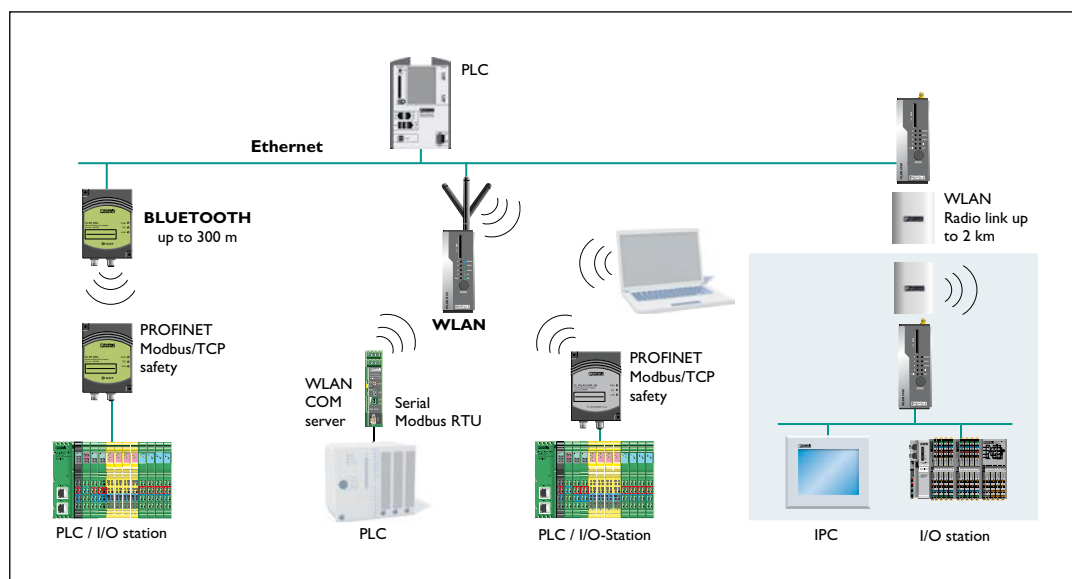 PLC
Ethernet
BLUETOOTH
up to 300 m
WLAN
Radio link up
to 2 km
WLAN
PROFINET
Modbus/TCP
safety
WLAN
COM
server
Serial
Modbus RTU
PROFINET
Modbus/TCP
safety
PLC / I/O station
PLC
PLC / I/O-Station
IPC
I/O station